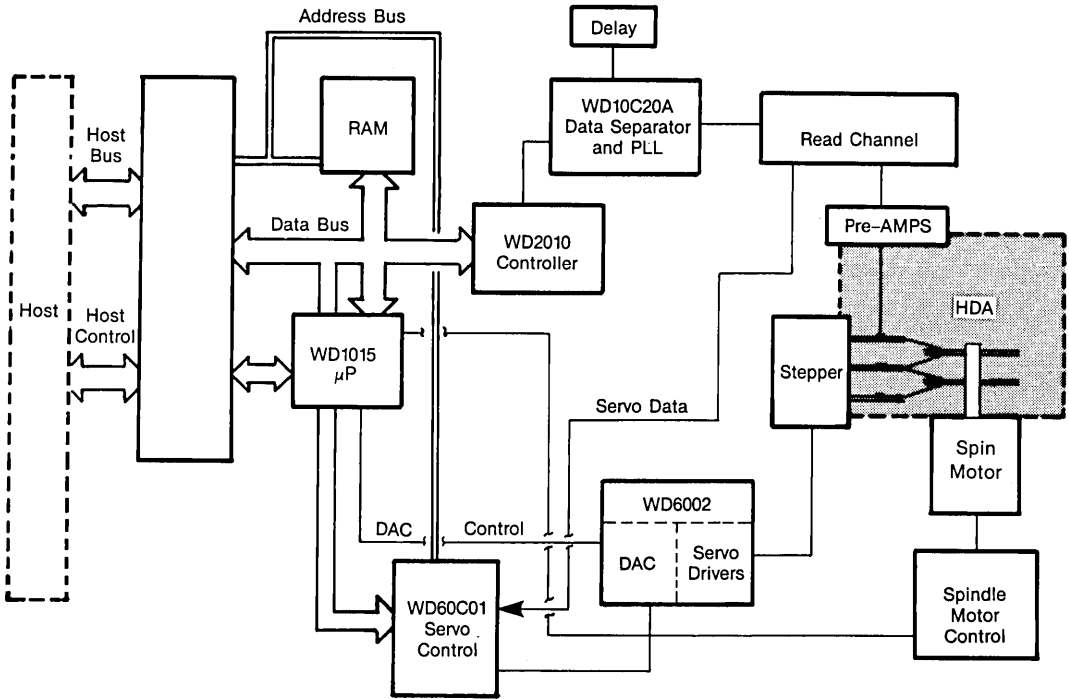 Address Bus
Delay
WD10C20A
Data Separator
and PLL
RAM
Read Channel
Host
Bus
Pre-AMPS
Data Bus
WD2010
Controller
HDA
Host
Host
Control
WD1015
µP
Stepper
Servo Data
Spin
Motor
WD6002
DAC
Control
DAC
Servo
Drivers
WD60C01
Servo
Control
Spindle
Motor
Control